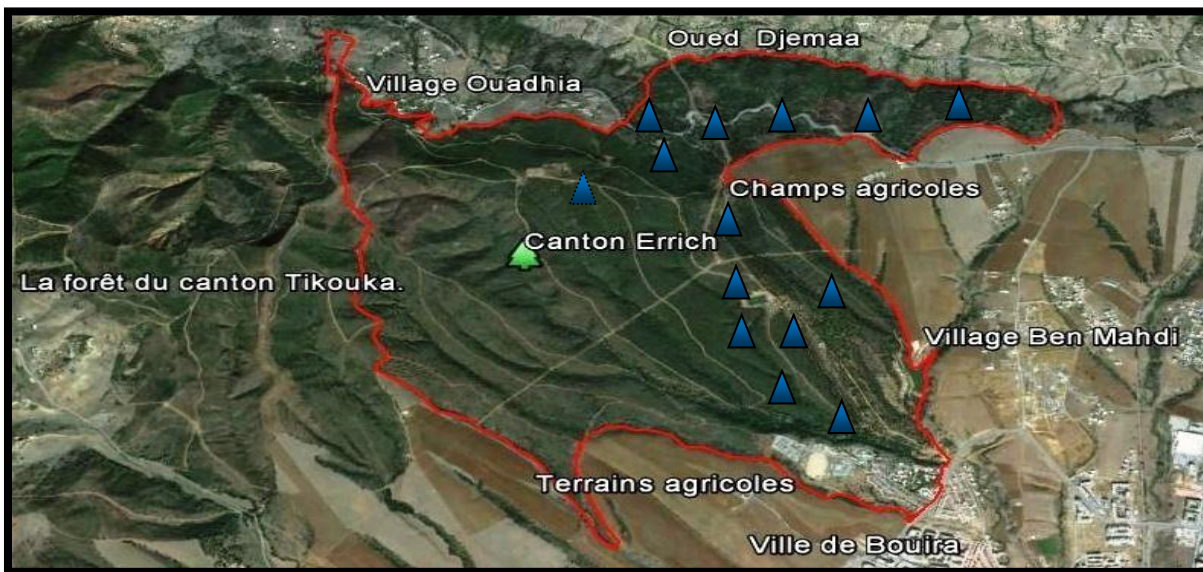 Oued Djemaa
Village Ouadhia
Champs agricoles
Canton Errich
La forêt du canton Tikouka.
Village Ben Mahdi
Terrains agricoles
Ville de Bouira